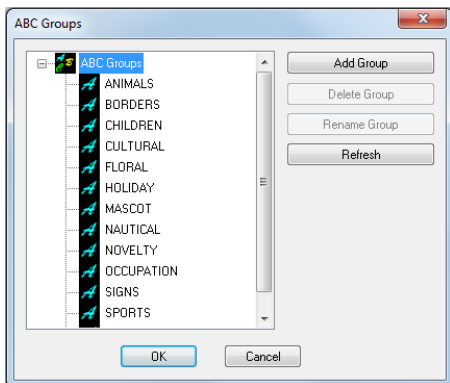 ABC Groups
ABC Groups
ANIMALS
BORDERS
CHILDREN
CULTURAL
FLORAL
HOLIDAY
MASCOT
NAUTICAL
NOVELTY
OCCUPATION
SIGNS
SPORTS
Add Group
Delete Group
Rename Group
Refresh
OK
Cancel